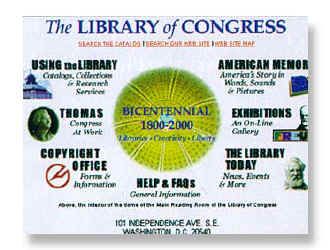 The LIBRARY of CONGRESS
SEARCH THE CATALOG | SEARCH OUR WEB SITE | WEB SITE MAP
USING the LIBRARY
Catalogs, Collections
& Research
Services
AMERICAN MEMOR
America's Story in
Words, Sounds
& Pictures
THOMAS
Congress
At Work
BICENTENNIAL
1800-2000
Libraries • Creativity • Liberty
EXHIBITIONS
An On-Line
Gallery
COPYRIGHT
OFFICE
Forms &
Information
THE LIBRARY
TODAY
News, Events
& More
HELP & FAQs
General Information
Above, the interior of the dome of the Main Reading Room of the Library of Congress
101 INDEPENDENCE AVE. S.E.
WASHINGTON, D.C. 20540